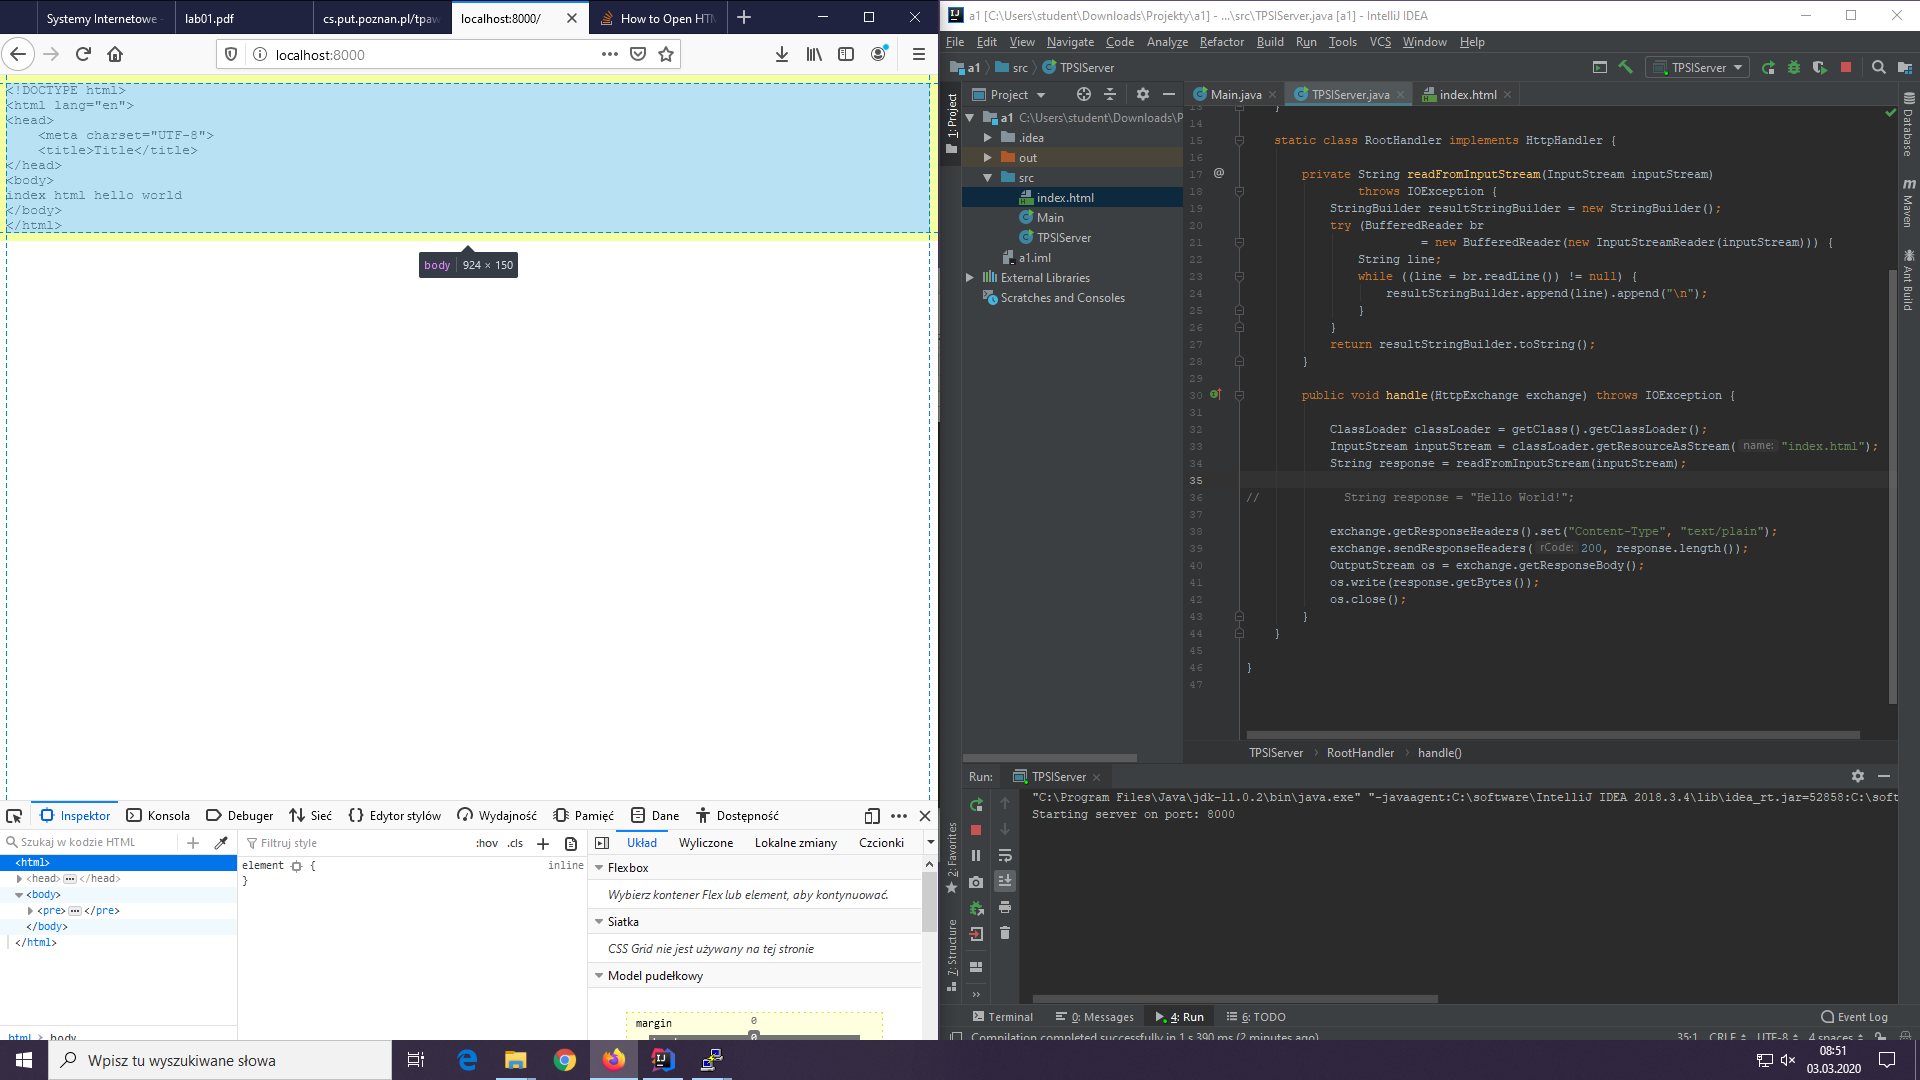 Systemy Internetowe
lab01.pdf
cs.put.poznan.pl/tpaw
localhost:8000/
How to Open HTM
localhost:8000
<!DOCTYPE html>
<html lang="en">
<head>
    <meta charset="UTF-8">
    <title>Title</title>
</head>
<body>
index html hello world
</body>
</html>
body 924 × 150
Inspektor
Konsola
Debuger
Sieć
Edytor stylów
Wydajność
Pamięć
Dane
Dostępność
Szukaj w kodzie HTML
Filtruj style
:hov .cls
Układ
Wyliczone
Lokalne zmiany
Czcionki
<html>
<head> </head>
<body>
<pre> </pre>
</body>
</html>
html > body
element {
inline
}
Flexbox
Wybierz kontener Flex lub element, aby kontynuować.
Siatka
CSS Grid nie jest używany na tej stronie
Model pudełkowy
margin
0
0
a1 [C:\Users\student\Downloads\Projekty\a1] - ...\src\TPSIServer.java [a1] - IntelliJ IDEA
File Edit View Navigate Code Analyze Refactor Build Run Tools VCS Window Help
a1
src
TPSIServer
TPSIServer
1: Project
Project
a1 C:\Users\student\Downloads\P
.idea
out
src
index.html
Main
TPSIServer
a1.iml
External Libraries
Scratches and Consoles
Main.java
TPSIServer.java
index.html
13 }
14
15 static class RootHandler implements HttpHandler {
16
17 private String readFromInputStream(InputStream inputStream)
18 throws IOException {
19 StringBuilder resultStringBuilder = new StringBuilder();
20 try (BufferedReader br
21 = new BufferedReader(new InputStreamReader(inputStream))) {
22 String line;
23 while ((line = br.readLine()) != null) {
24 resultStringBuilder.append(line).append("\n");
25 }
26 }
27 return resultStringBuilder.toString();
28 }
29
30 public void handle(HttpExchange exchange) throws IOException {
31
32 ClassLoader classLoader = getClass().getClassLoader();
33 InputStream inputStream = classLoader.getResourceAsStream( name: "index.html");
34 String response = readFromInputStream(inputStream);
35
36 // String response = "Hello World!";
37
38 exchange.getResponseHeaders().set("Content-Type", "text/plain");
39 exchange.sendResponseHeaders( rCode: 200, response.length());
40 OutputStream os = exchange.getResponseBody();
41 os.write(response.getBytes());
42 os.close();
43 }
44 }
45
46 }
47
TPSIServer > RootHandler > handle()
Database
Maven
Ant Build
Run:
TPSIServer
"C:\Program Files\Java\jdk-11.0.2\bin\java.exe" "-javaagent:C:\software\IntelliJ IDEA 2018.3.4\lib\idea_rt.jar=52858:C:\soft
Starting server on port: 8000
2: Favorites
7: Structure
Terminal
0: Messages
4: Run
6: TODO
Event Log
Compilation completed successfully in 1 s 390 ms (2 minutes ago)
35:1 CRLF UTF-8 4 spaces
Wpisz tu wyszukiwane słowa
08:51
03.03.2020